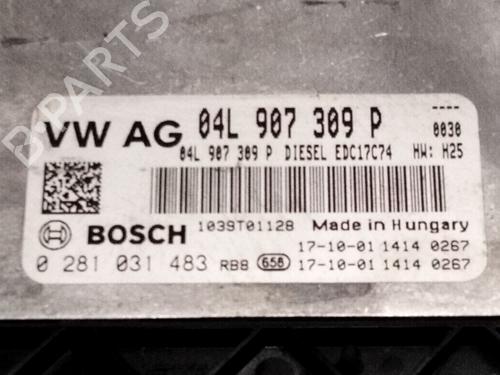 VW AG 04L 907 309 P ---- 0030
04L 907 309 P DIESEL EDC17C74 HW: H25
BOSCH 1039T01128 Made in Hungary
17-10-01 1414 0267
0 281 031 483 RBB 658 17-10-01 1414 0267
B-PARTS